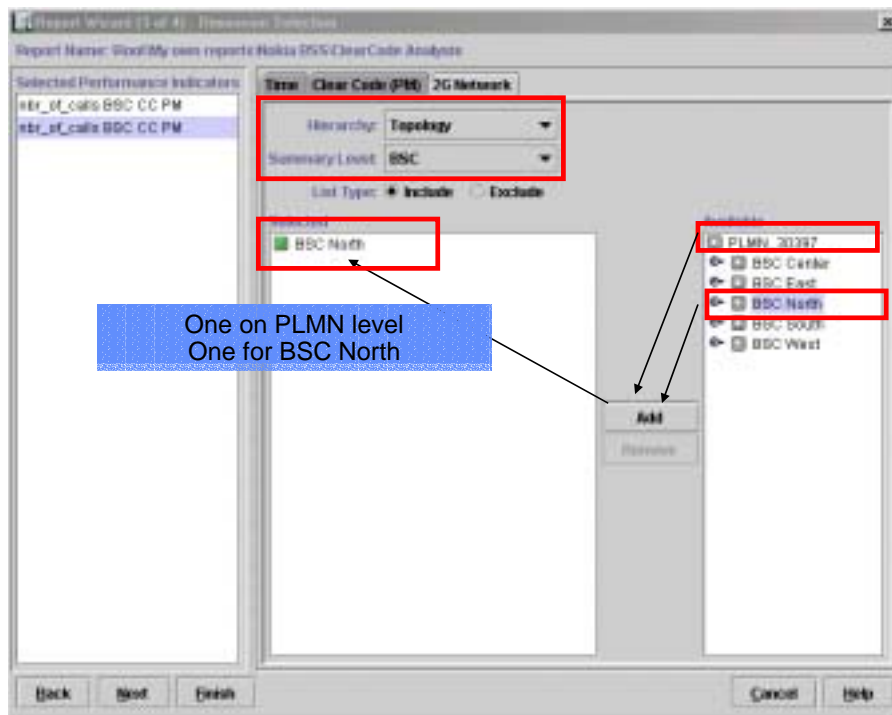 Report Wizard (3 of 4) - Dimension Selection
Report Name: \Root\My own reports\Nokia BSS ClearCode Analysis
Selected Performance Indicators
nbr_of_calls BSC CC PM
nbr_of_calls BSC CC PM
Time Clear Code (PM) 2G Network
Hierarchy: Topology
Summary Level: BSC
List Type: Include Exclude
Selected
BSC North
Available
PLMN_30397
BSC Center
BSC East
BSC North
BSC South
BSC West
One on PLMN level
One for BSC North
Add
Remove
Back Next Finish Cancel Help